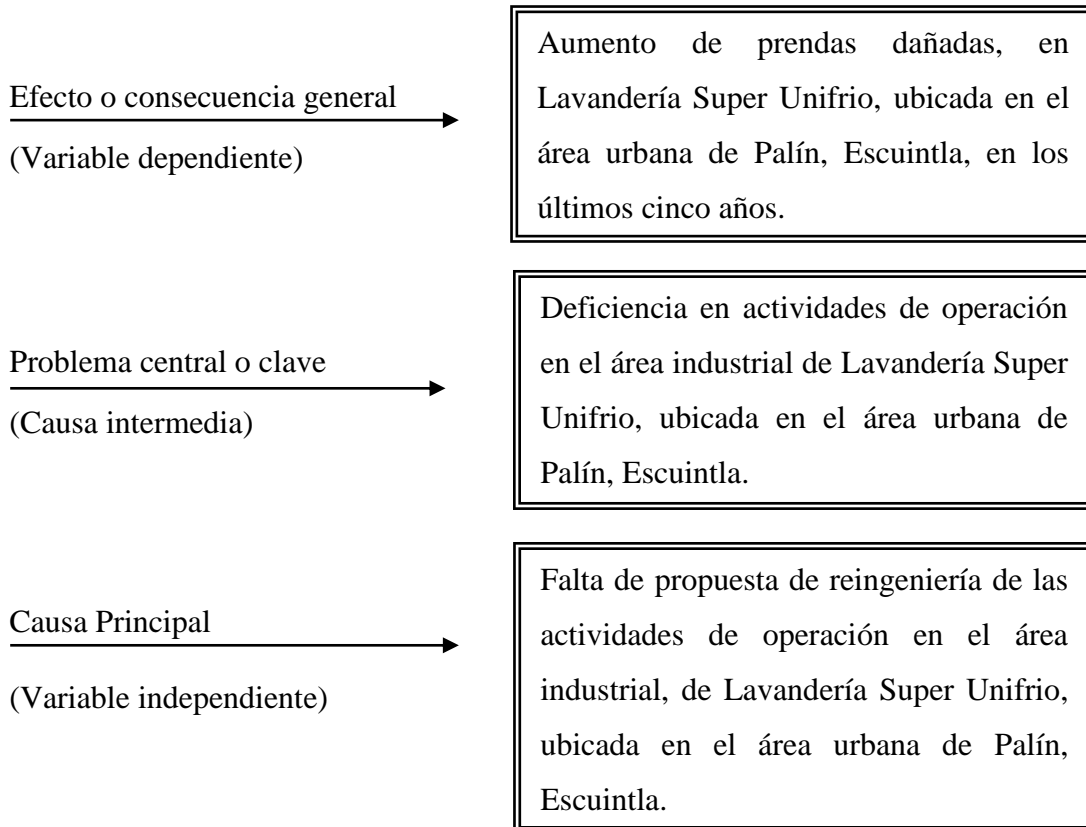 Efecto o consecuencia general
(Variable dependiente)
Aumento de prendas dañadas, en
Lavandería Super Unifrio, ubicada en el
área urbana de Palín, Escuintla, en los
últimos cinco años.
Problema central o clave
(Causa intermedia)
Deficiencia en actividades de operación
en el área industrial de Lavandería Super
Unifrio, ubicada en el área urbana de
Palín, Escuintla.
Causa Principal
(Variable independiente)
Falta de propuesta de reingeniería de las
actividades de operación en el área
industrial, de Lavandería Super Unifrio,
ubicada en el área urbana de Palín,
Escuintla.